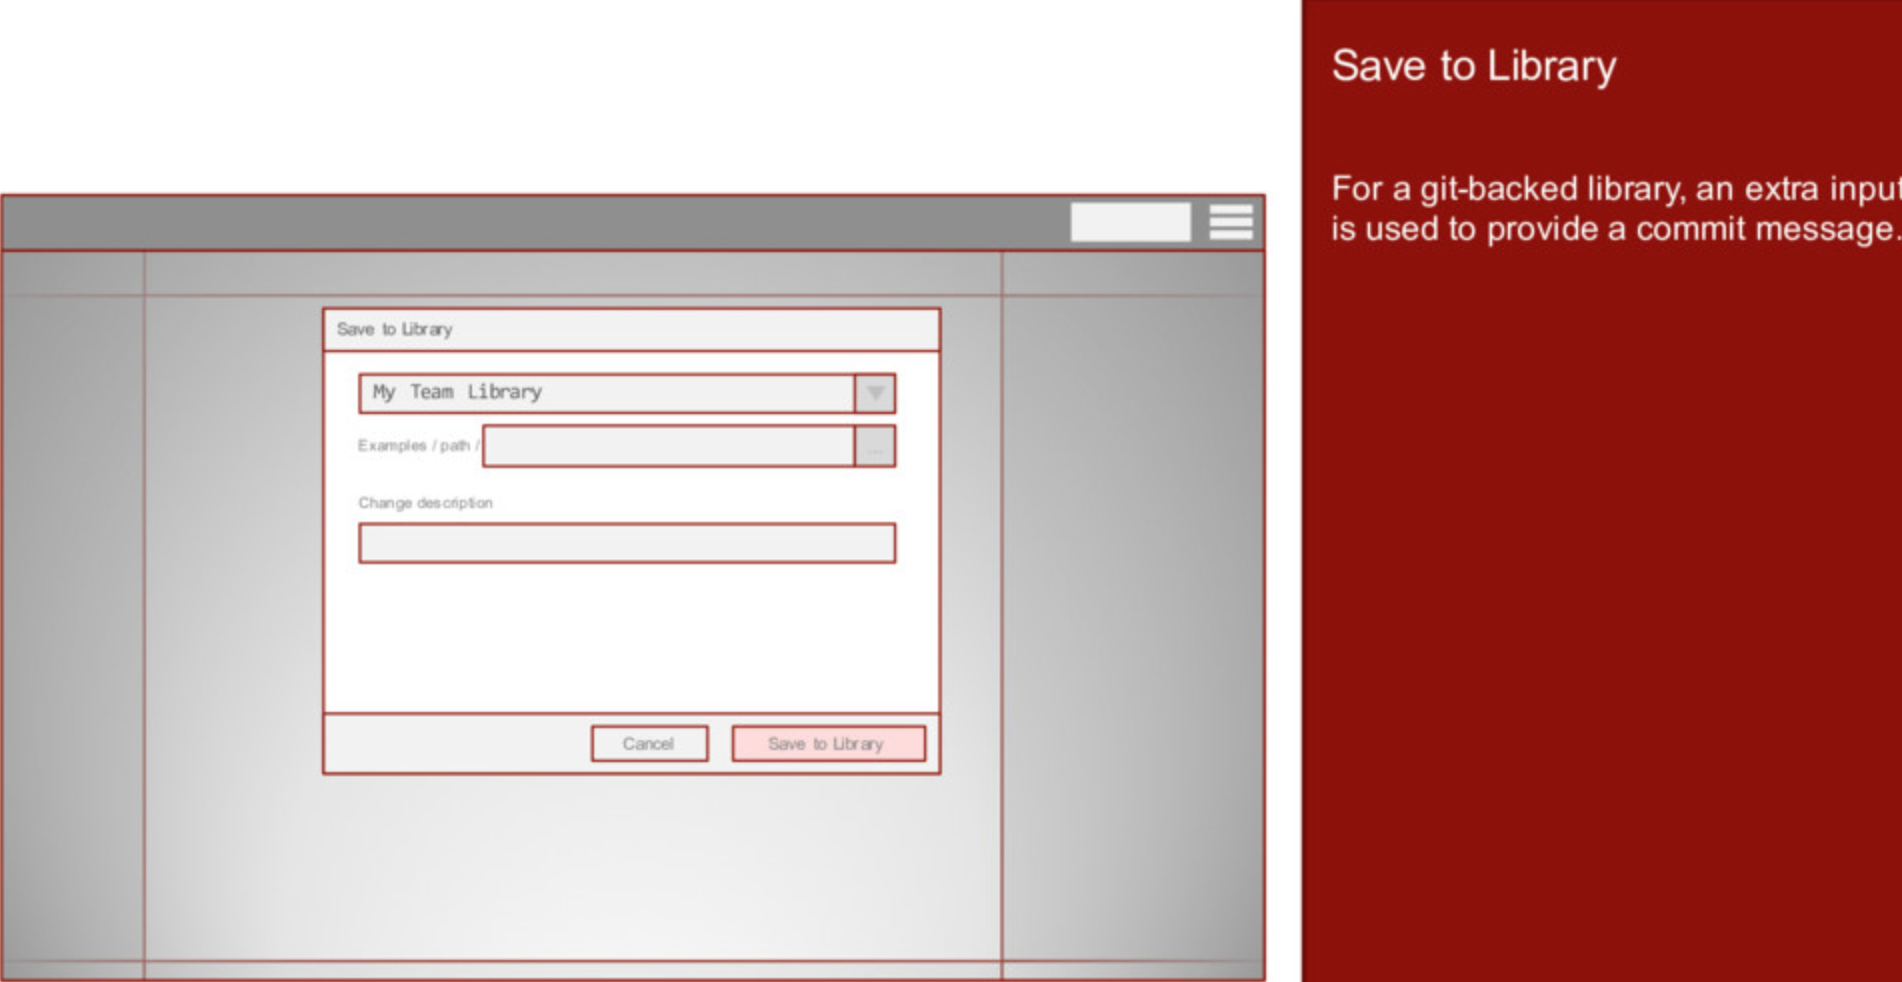 Save to Library
For a git-backed library, an extra input
is used to provide a commit message.
Save to Library
My Team Library
Examples / path /
...
Change description
Cancel
Save to Library